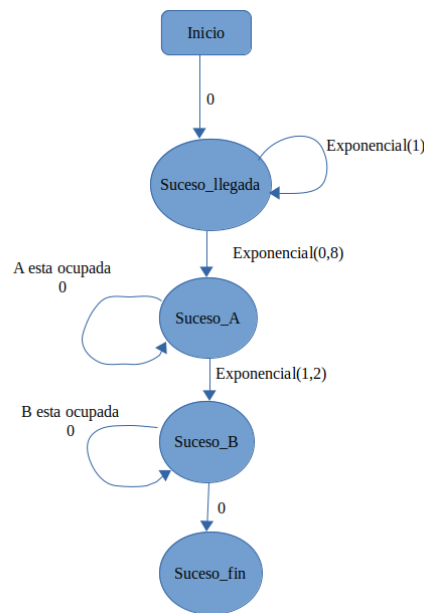 Inicio
0
Exponencial(1)
Suceso_llegada
Exponencial(0,8)
A esta ocupada
0
Suceso_A
Exponencial(1,2)
B esta ocupada
0
Suceso_B
0
Suceso_fin